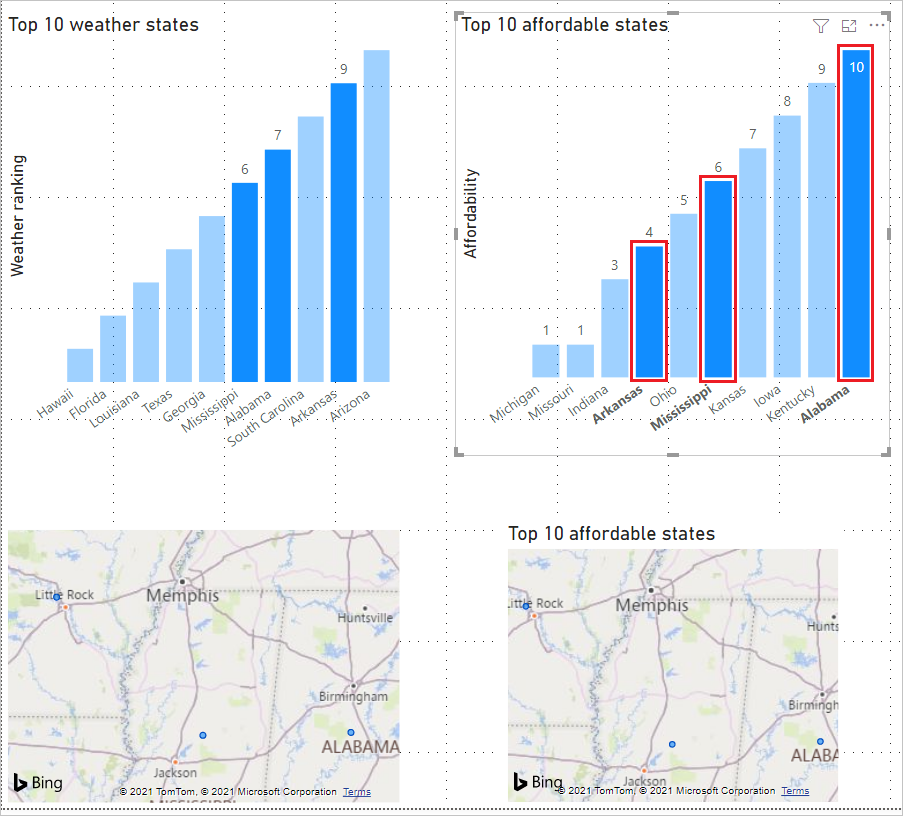 Top 10 weather states
Weather ranking
6
7
9
Hawaii
Florida
Louisiana
Texas
Georgia
Mississippi
Alabama
South Carolina
Arkansas
Arizona
Top 10 affordable states
Affordability
1
1
3
4
5
6
7
8
9
10
Michigan
Missouri
Indiana
Arkansas
Ohio
Mississippi
Kansas
Iowa
Kentucky
Alabama
Little Rock
Memphis
Huntsville
Birmingham
ALABAMA
Jackson
Bing
© 2021 TomTom, © 2021 Microsoft Corporation Terms
MISSISSIPPI
Top 10 affordable states
ittle Rock
Memphis
Hunts
Birmingh
ALABA
Jackson
Bing
© 2021 TomTom, © 2021 Microsoft Corporation Terms